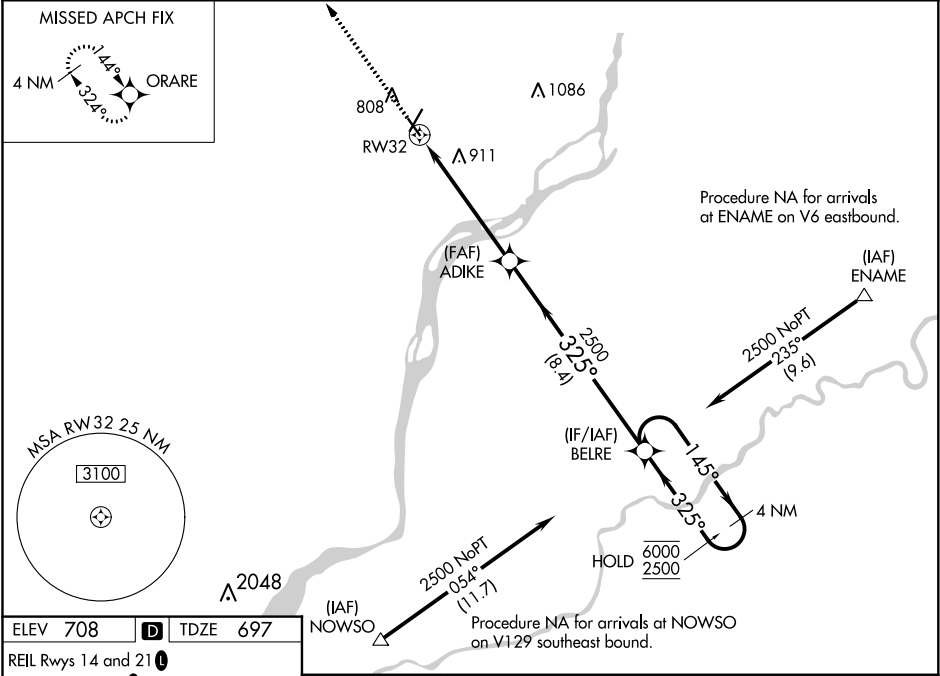 MISSED APCH FIX
4 NM
144°
324°
ORARE
808
1086
RW32
911
Procedure NA for arrivals
at ENAME on V6 eastbound.
(FAF)
ADIKE
(IAF)
ENAME
2500 NoPT
235°
(9.6)
2500
325°
(8.4)
MSA RW32 25 NM
3100
(IF/IAF)
BELRE
145°
325°
4 NM
HOLD
6000
2500
2048
2500 NoPT
054°
(11.7)
(IAF)
NOWSO
Procedure NA for arrivals at NOWSO
on V129 southeast bound.
ELEV 708 D TDZE 697
REIL Rwys 14 and 21 L